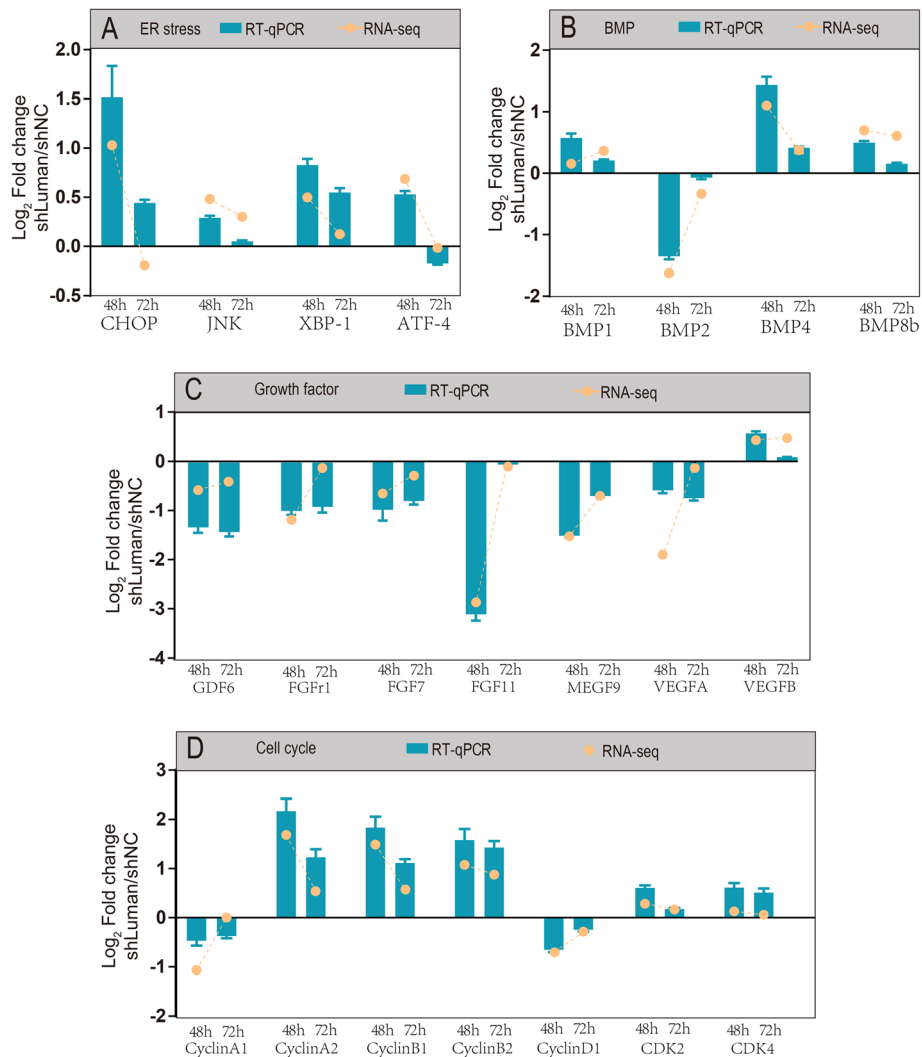 A ER stress RT-qPCR RNA-seq
Log2 Fold change
shLuman/shNC
2.0
1.5
1.0
0.5
0.0
-0.5
48h 72h 48h 72h 48h 72h 48h 72h
CHOP JNK XBP-1 ATF-4
B BMP RT-qPCR RNA-seq
Log2 Fold change
shLuman/shNC
2
1
0
-1
-2
48h 72h 48h 72h 48h 72h 48h 72h
BMP1 BMP2 BMP4 BMP8b
C Growth factor RT-qPCR RNA-seq
Log2 Fold change
shLuman/shNC
1
0
-1
-2
-3
-4
48h 72h 48h 72h 48h 72h 48h 72h 48h 72h 48h 72h 48h 72h
GDF6 FGFr1 FGF7 FGF11 MEGF9 VEGFA VEGFB
D Cell cycle RT-qPCR RNA-seq
Log2 Fold change
shLuman/shNC
3
2
1
0
-1
-2
48h 72h 48h 72h 48h 72h 48h 72h 48h 72h 48h 72h 48h 72h
CyclinA1 CyclinA2 CyclinB1 CyclinB2 CyclinD1 CDK2 CDK4